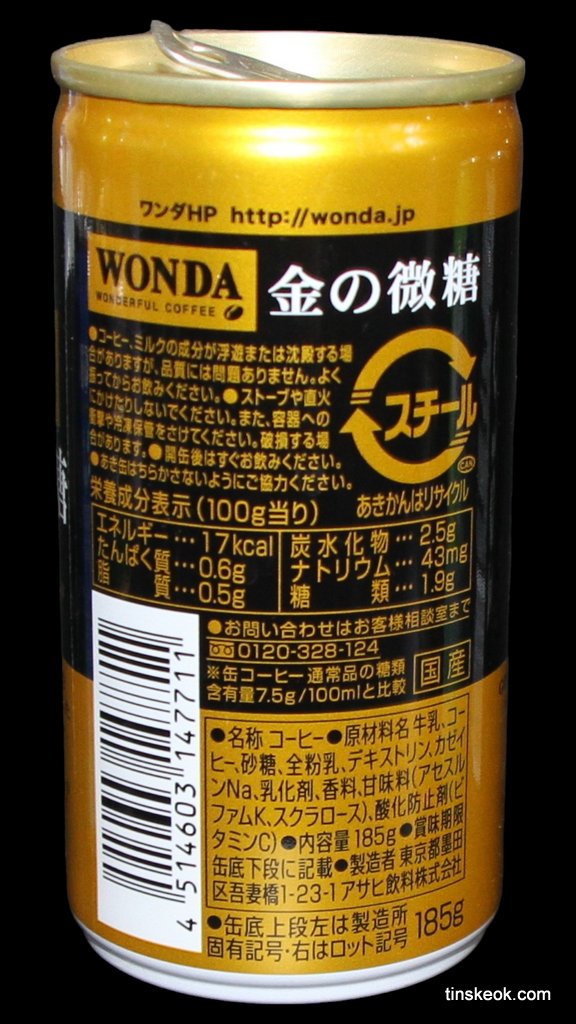 ワンダHP http://wonda.jp
WONDA
WONDERFUL COFFEE
金の微糖
●コーヒー、ミルクの成分が浮遊または沈殿する場
合がありますが、品質には問題ありません。よく
振ってからお飲みください。●ストーブや直火
にかけたりしないでください。また、容器への
衝撃や冷凍保管をさけてください。破損する場
合があります。●開缶後はすぐお飲みください。
●あき缶はちらかさないようにご協力ください。
スチール
CAN
あきかんはリサイクル
栄養成分表示(100g当り)
エネルギー…17kcal
たんぱく質…0.6g
脂質…0.5g
炭水化物…2.5g
ナトリウム…43mg
糖類…1.9g
●お問い合わせはお客様相談室まで
0120-328-124
※缶コーヒー通常品の糖類
含有量7.5g/100mlと比較
国産
●名称 コーヒー●原材料名 牛乳、コー
ヒー、砂糖、全粉乳、デキストリン、カゼイ
ンNa、乳化剤、香料、甘味料(アセスル
ファムK、スクラロース)、酸化防止剤(ビ
タミンC)●内容量 185g●賞味期限
缶底下段に記載●製造者 東京都墨田
区吾妻橋1-23-1 アサヒ飲料株式会社
●缶底上段左は製造所
固有記号・右はロット記号
185g
4 514603 147711
tinskeok.com